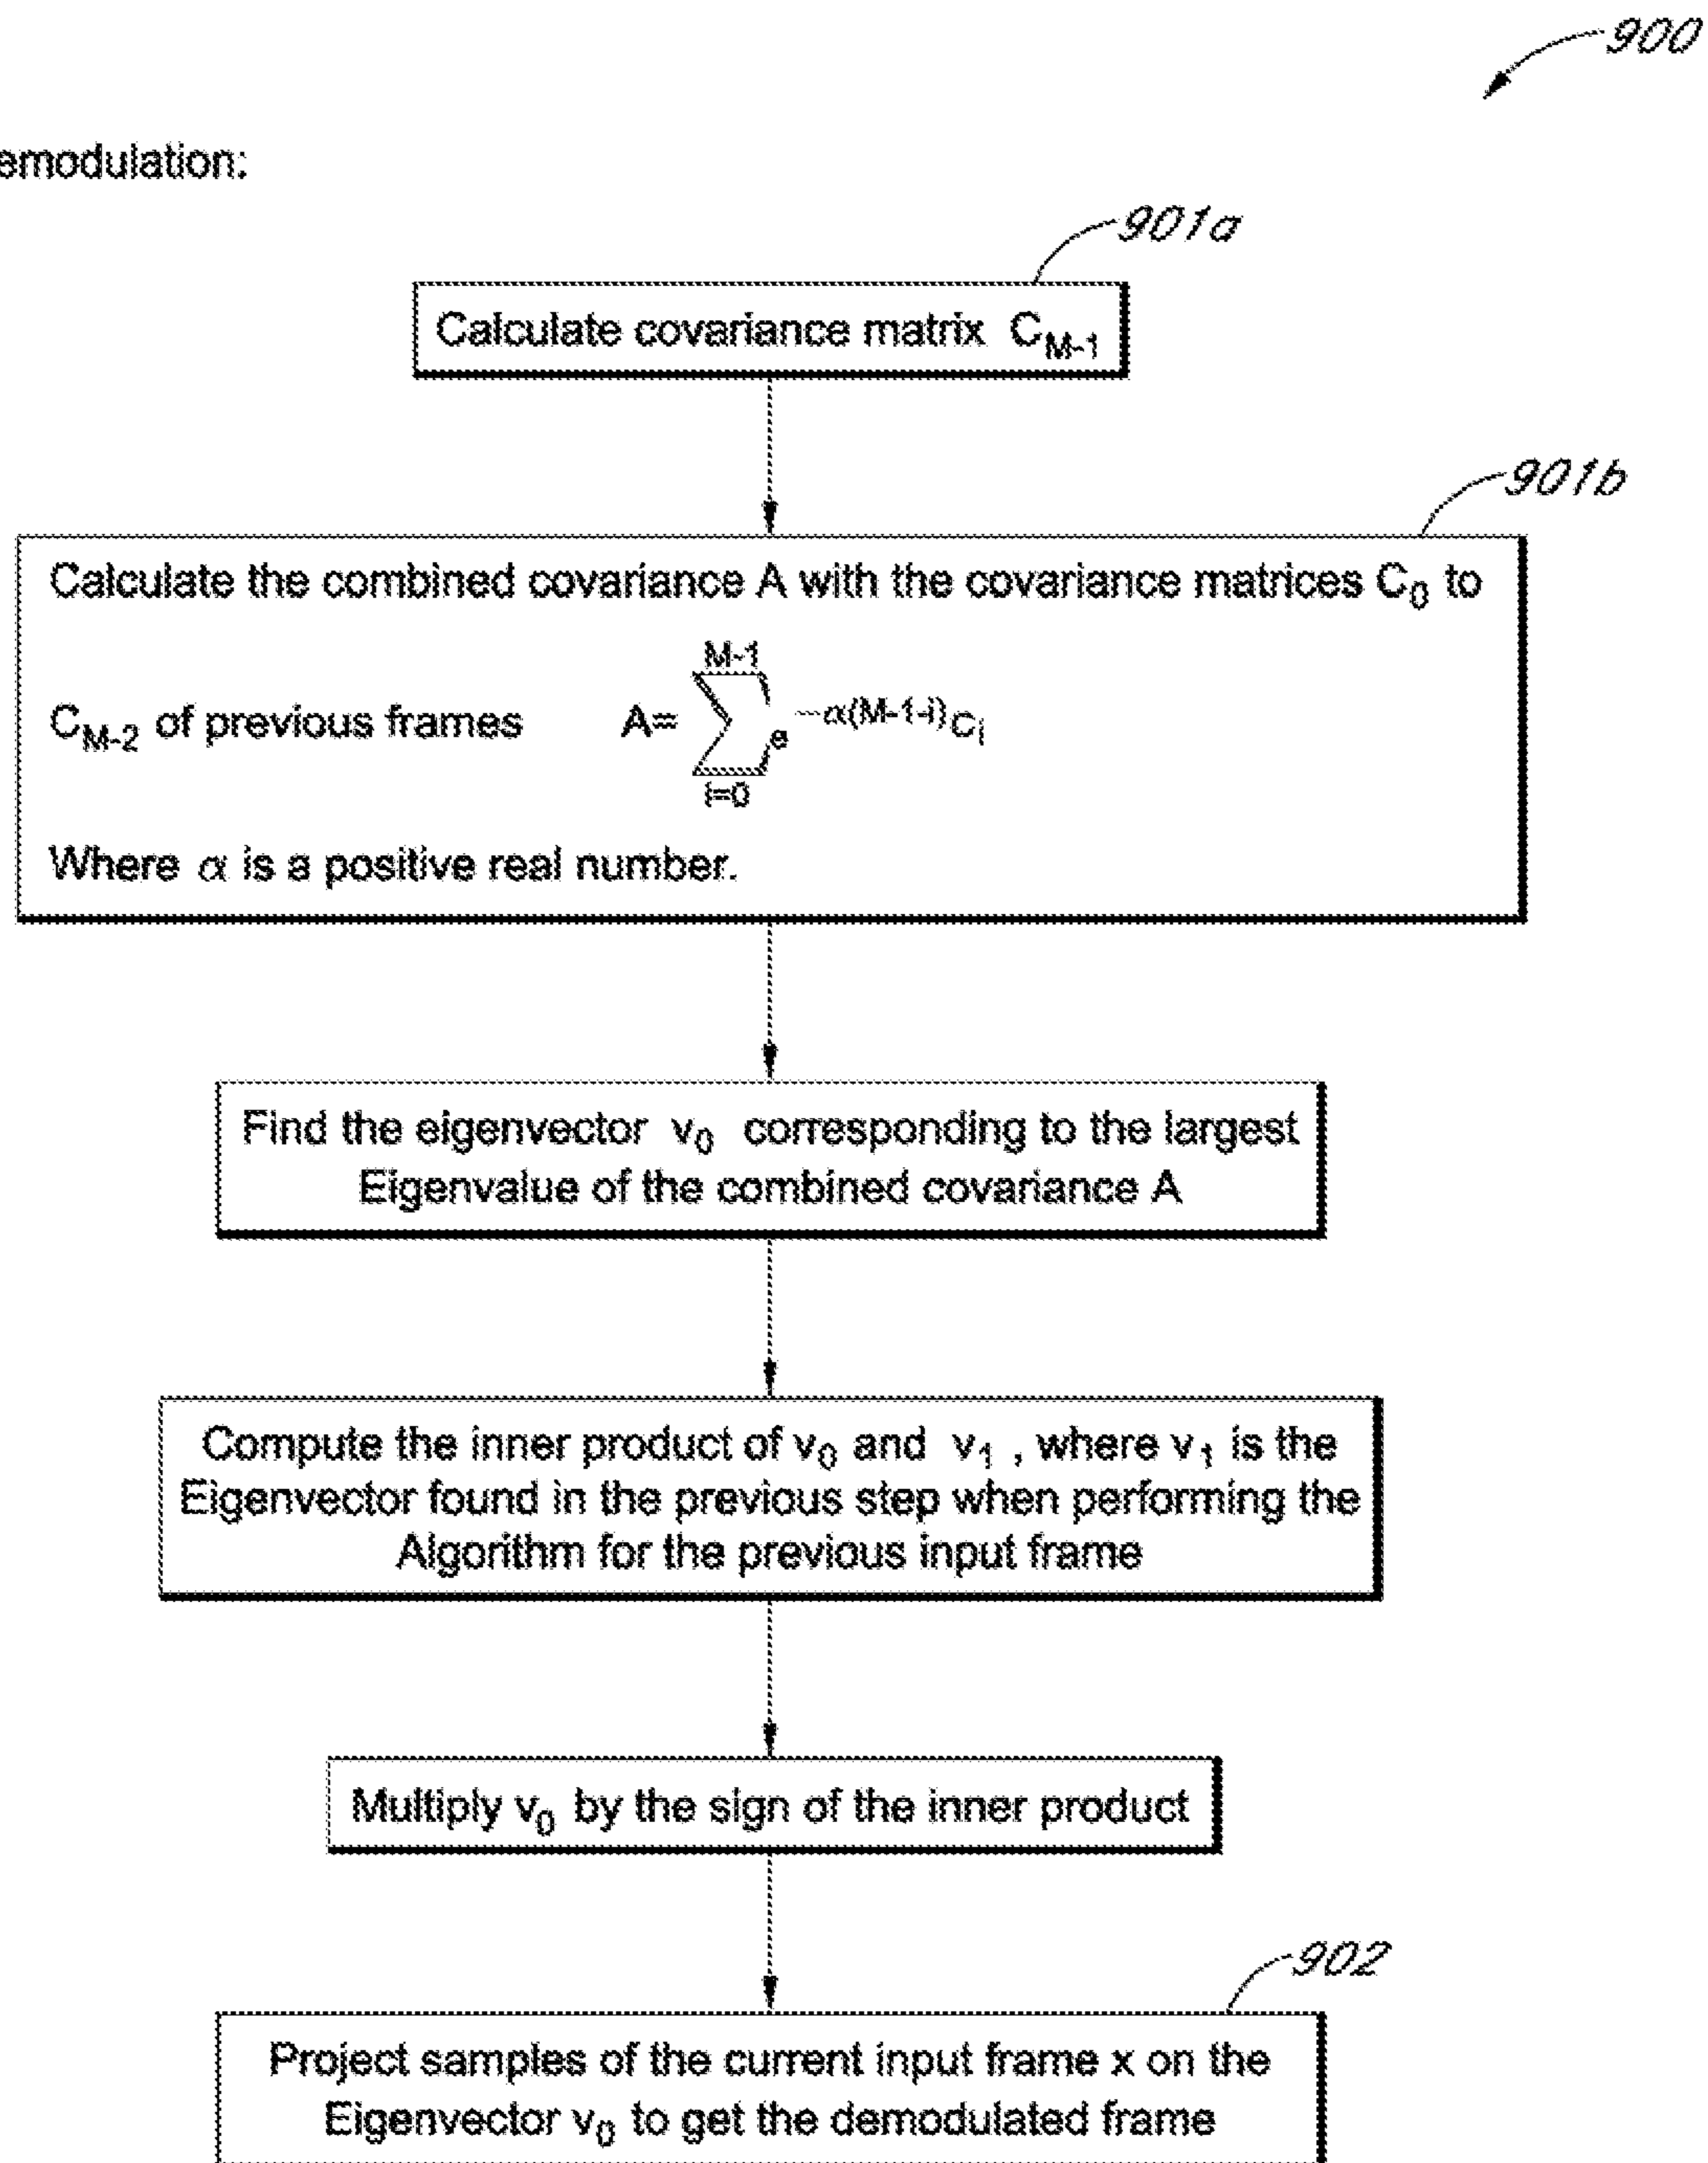 900
emodulation:
901a
Calculate covariance matrix C_{M-1}
901b
Calculate the combined covariance A with the covariance matrices C_0 to
C_{M-2} of previous frames A= \sum_{i=0}^{M-1} e^{-α(M-1-i)} C_i
Where α is a positive real number.
Find the eigenvector v_0 corresponding to the largest
Eigenvalue of the combined covariance A
Compute the inner product of v_0 and v_1 , where v_1 is the
Eigenvector found in the previous step when performing the
Algorithm for the previous input frame
Multiply v_0 by the sign of the inner product
902
Project samples of the current input frame x on the
Eigenvector v_0 to get the demodulated frame